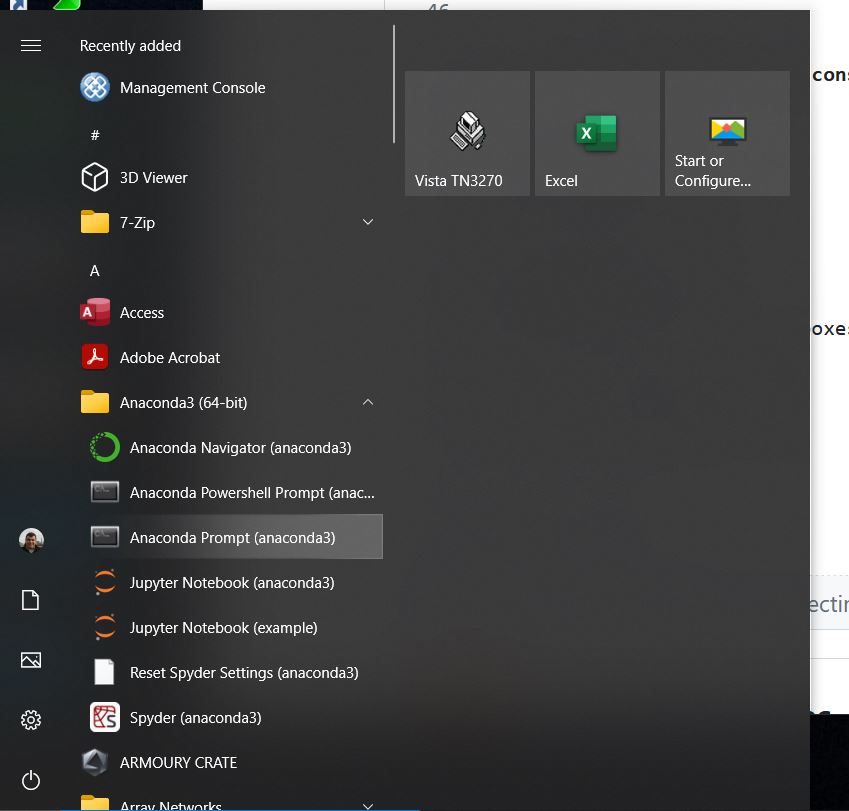 46
Recently added
Management Console
#
3D Viewer
7-Zip
A
Access
Adobe Acrobat
Anaconda3 (64-bit)
Anaconda Navigator (anaconda3)
Anaconda Powershell Prompt (anac...
Anaconda Prompt (anaconda3)
Jupyter Notebook (anaconda3)
Jupyter Notebook (example)
Reset Spyder Settings (anaconda3)
Spyder (anaconda3)
ARMOURY CRATE
Array Networks
Vista TN3270
Excel
Start or
Configure...
con
oxe
ectin